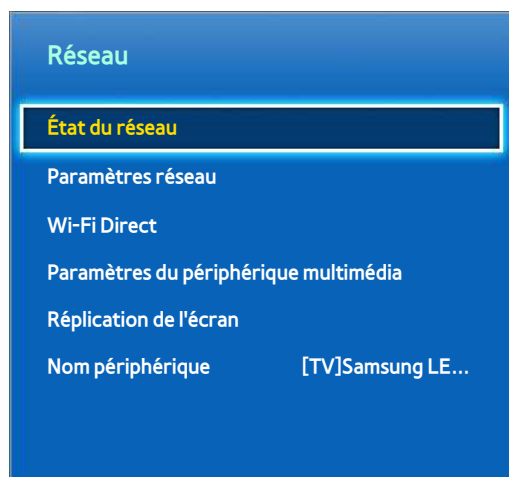 Réseau
État du réseau
Paramètres réseau
Wi-Fi Direct
Paramètres du périphérique multimédia
Réplication de l'écran
Nom périphérique [TV]Samsung LE...